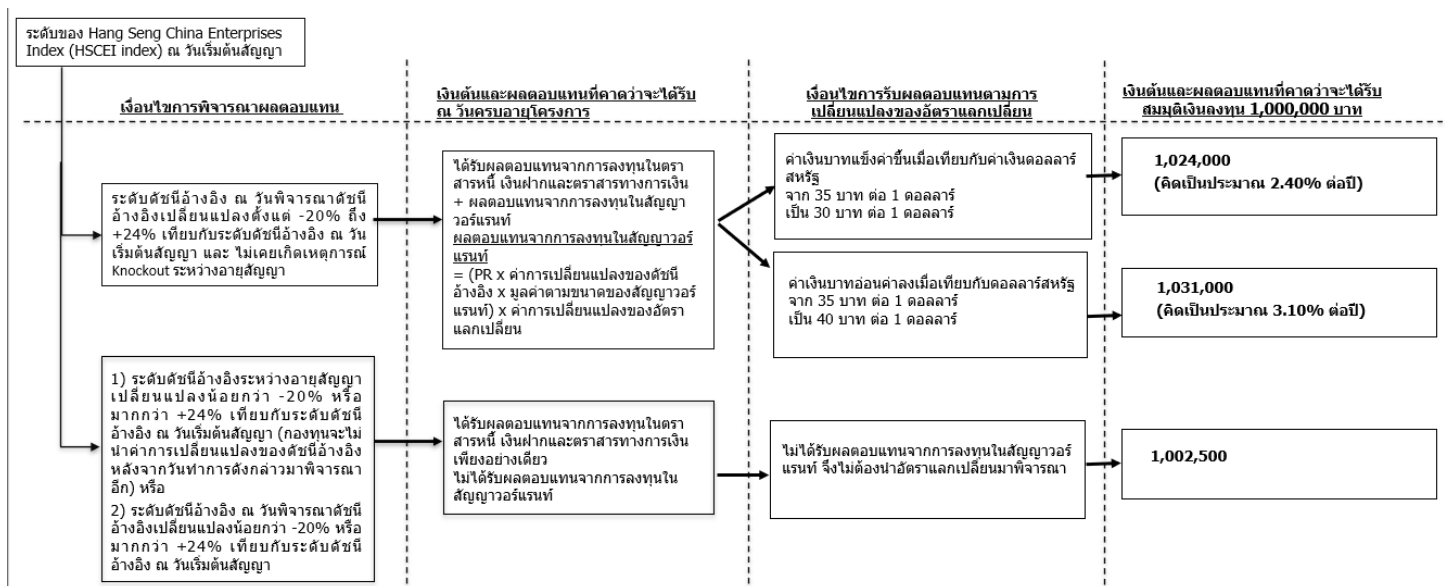 ระดับของ Hang Seng China Enterprises
Index (HSCEI index) ณ วันเริ่มต้นสัญญา
เงื่อนไขการพิจารณาผลตอบแทน
เงินต้นและผลตอบแทนที่คาดว่าจะได้รับ
ณ วันครบอายุโครงการ
เงื่อนไขการรับผลตอบแทนตามการ
เปลี่ยนแปลงของอัตราแลกเปลี่ยน
เงินต้นและผลตอบแทนที่คาดว่าจะได้รับ
สมมุติเงินลงทุน 1,000,000 บาท
ระดับดัชนีอ้างอิง ณ วันพิจารณาดัชนี
อ้างอิงเปลี่ยนแปลงตั้งแต่ -20% ถึง
+24% เทียบกับระดับดัชนีอ้างอิง ณ วัน
เริ่มต้นสัญญา และ ไม่เคยเกิดเหตุการณ์
Knockout ระหว่างอายุสัญญา
ได้รับผลตอบแทนจากการลงทุนในตรา
สารหนี้ เงินฝากและตราสารทางการเงิน
+ ผลตอบแทนจากการลงทุนในสัญญา
วอร์แรนท์
ผลตอบแทนจากการลงทุนในสัญญาวอร์
แรนท์
= (PR x ค่าการเปลี่ยนแปลงของดัชนี
อ้างอิง x มูลค่าตามขนาดของสัญญาวอร์
แรนท์) x ค่าการเปลี่ยนแปลงของอัตรา
แลกเปลี่ยน
ค่าเงินบาทแข็งค่าขึ้นเมื่อเทียบกับค่าเงินดอลลาร์
สหรัฐ
จาก 35 บาท ต่อ 1 ดอลลาร์
เป็น 30 บาท ต่อ 1 ดอลลาร์
1,024,000
(คิดเป็นประมาณ 2.40% ต่อปี)
ค่าเงินบาทอ่อนค่าลงเมื่อเทียบกับดอลลาร์สหรัฐ
จาก 35 บาท ต่อ 1 ดอลลาร์
เป็น 40 บาท ต่อ 1 ดอลลาร์
1,031,000
(คิดเป็นประมาณ 3.10% ต่อปี)
1) ระดับดัชนีอ้างอิงระหว่างอายุสัญญา
เปลี่ยนแปลงน้อยกว่า -20% หรือ
มากกว่า +24% เทียบกับระดับดัชนี
อ้างอิง ณ วันเริ่มต้นสัญญา (กองทุนจะไม่
นำค่าการเปลี่ยนแปลงของดัชนีอ้างอิง
หลังจากวันทำการดังกล่าวมาพิจารณา
อีก) หรือ
2) ระดับดัชนีอ้างอิง ณ วันพิจารณาดัชนี
อ้างอิงเปลี่ยนแปลงน้อยกว่า -20% หรือ
มากกว่า +24% เทียบกับระดับดัชนี
อ้างอิง ณ วันเริ่มต้นสัญญา
ได้รับผลตอบแทนจากการลงทุนในตรา
สารหนี้ เงินฝากและตราสารทางการเงิน
เพียงอย่างเดียว
ไม่ได้รับผลตอบแทนจากการลงทุนใน
สัญญาวอร์แรนท์
ไม่ได้รับผลตอบแทนจากการลงทุนในสัญญาวอร์
แรนท์ จึงไม่ต้องนำอัตราแลกเปลี่ยนมาพิจารณา
1,002,500